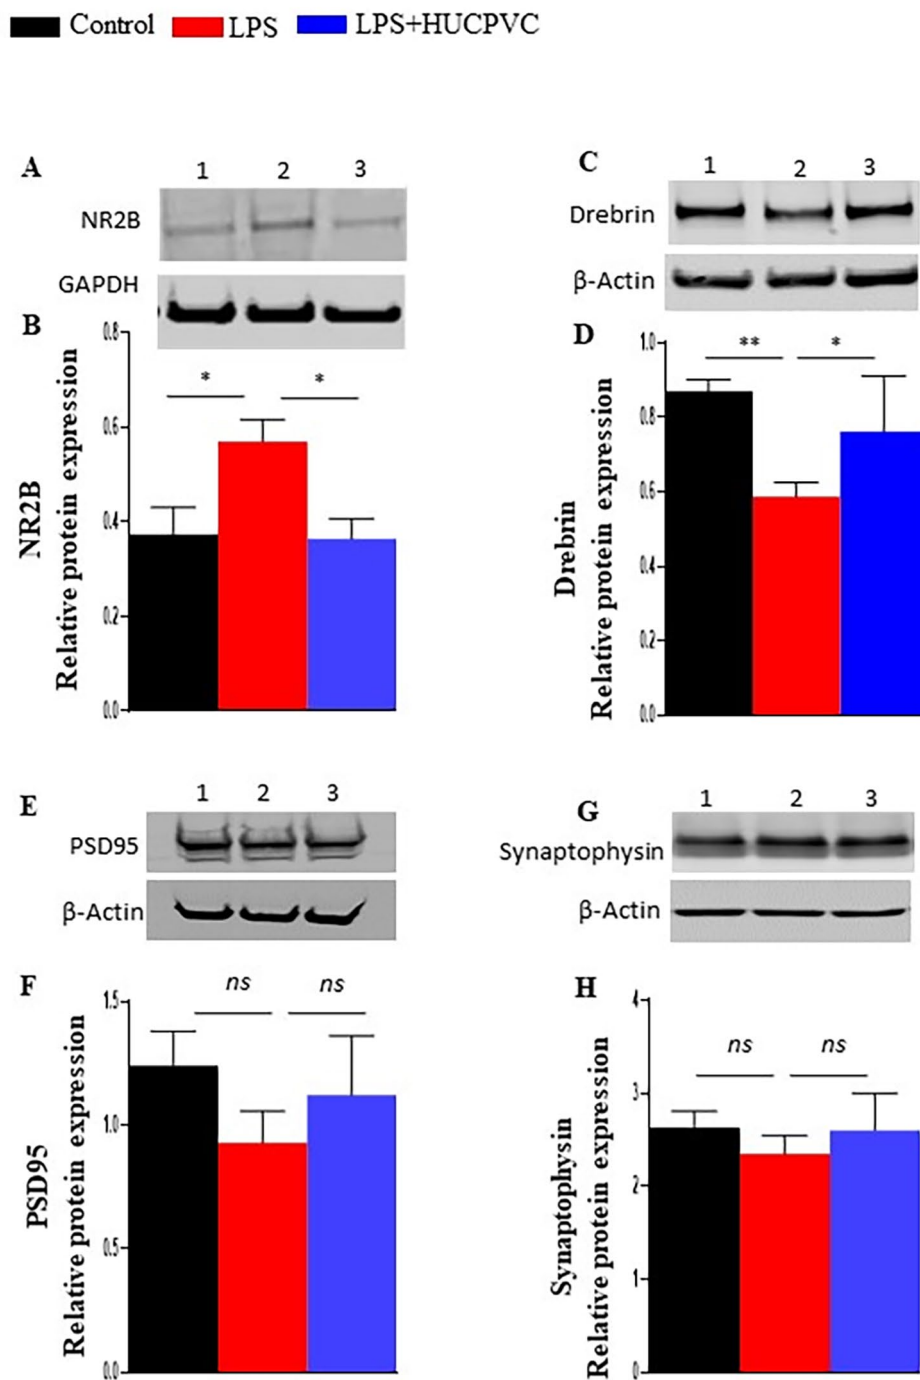 Control LPS LPS+HUCPVC
A 1 2 3
NR2B
GAPDH
B
0.8
0.6
0.4
0.2
0.0
* *
NR2B
Relative protein expression
C 1 2 3
Drebrin
β-Actin
D
1.0
0.8
0.6
0.4
0.2
0.0
** *
Drebrin
Relative protein expression
E 1 2 3
PSD95
β-Actin
F
1.5
1.0
0.5
0.0
ns ns
PSD95
Relative protein expression
G 1 2 3
Synaptophysin
β-Actin
H
4
3
2
1
0
ns ns
Synaptophysin
Relative protein expression